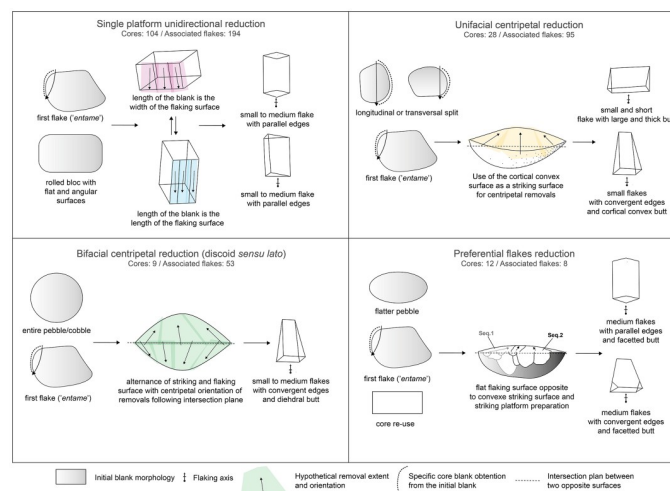 Single platform unidirectional reduction
Cores: 104 / Associated flakes: 194
first flake ('entame')
rolled bloc with
flat and angular
surfaces
length of the blank is the
width of the flaking surface
length of the blank is the
length of the flaking surface
small to medium flake
with parallel edges
small to medium flake
with parallel edges
Unifacial centripetal reduction
Cores: 28 / Associated flakes: 95
longitudinal or transversal split
first flake ('entame')
Use of the cortical convex
surface as a striking surface
for centripetal removals
small and short
flake with large and thick bu
small flakes
with convergent edges
and cortical convex butt
Bifacial centripetal reduction (discoid sensu lato)
Cores: 9 / Associated flakes: 53
entire pebble/cobble
first flake ('entame')
alternance of striking and flaking
surface with centripetal orientation of
removals following intersection plane
small to medium flakes
with convergent edges
and diehdral butt
Preferential flakes reduction
Cores: 12 / Associated flakes: 8
flatter pebble
first flake ('entame')
core re-use
Seq.1
Seq.2
flat flaking surface opposite
to convexe striking surface and
striking platform preparation
medium flakes
with parallel edges
and facetted butt
medium flakes
with convergent edges
and facetted butt
Initial blank morphology
Flaking axis
Hypothetical removal extent
and orientation
Specific core blank obtention
from the initial blank
Intersection plan between
two opposite surfaces